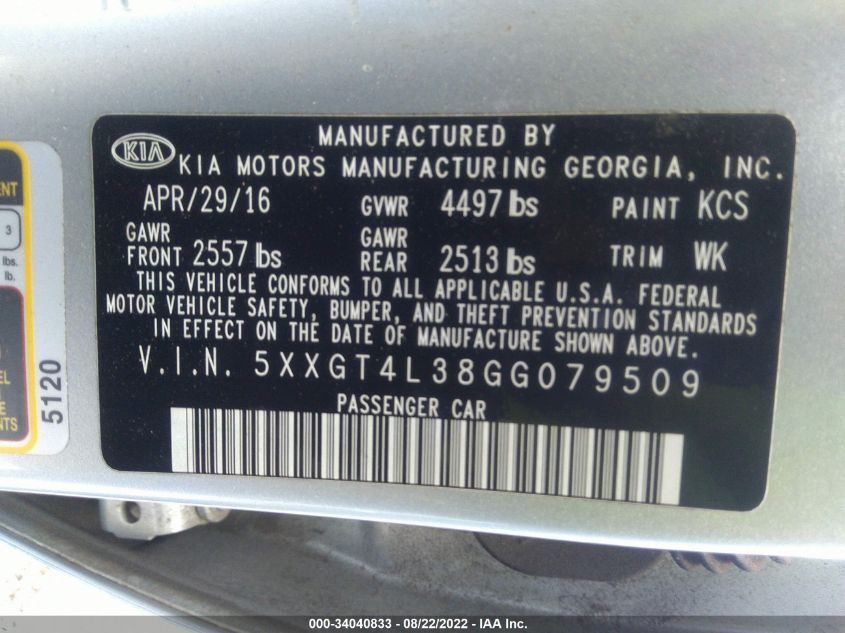 MANUFACTURED BY
KIA KIA MOTORS MANUFACTURING GEORGIA, INC.
APR/29/16 GVWR 4497 lbs PAINT KCS
GAWR FRONT 2557 lbs GAWR REAR 2513 lbs TRIM WK
THIS VEHICLE CONFORMS TO ALL APPLICABLE U.S.A. FEDERAL
MOTOR VEHICLE SAFETY, BUMPER, AND THEFT PREVENTION STANDARDS
IN EFFECT ON THE DATE OF MANUFACTURE SHOWN ABOVE.
V.I.N. 5XXGT4L38GG079509
PASSENGER CAR
3
lbs.
lb.
5120
000-34040833 - 08/22/2022 - IAA Inc.